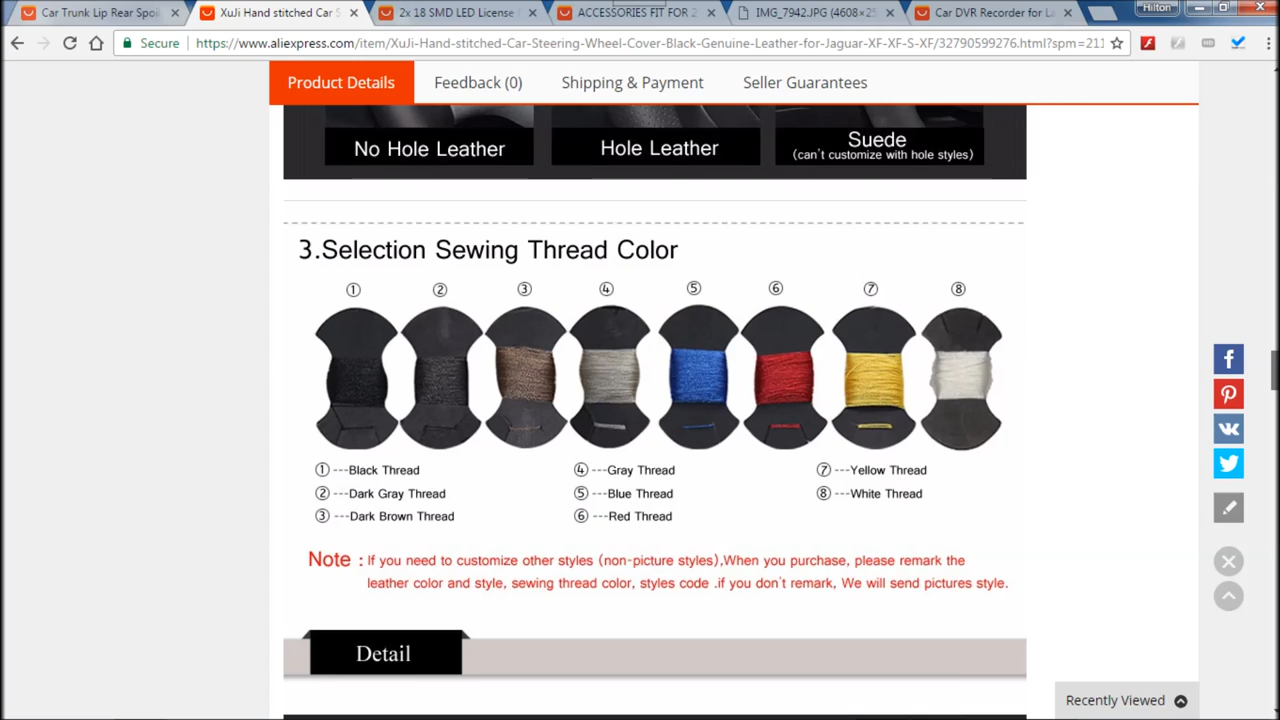 Car Trunk Lip Rear Spoi
XuJi Hand stitched Car S
2x 18 SMD LED License
ACCESSORIES FIT FOR 2
IMG_7942.JPG (4608×25
Car DVR Recorder for La
Hilton
Secure
https://www.aliexpress.com/item/XuJi-Hand-stitched-Car-Steering-Wheel-Cover-Black-Genuine-Leather-for-Jaguar-XF-XF-S-XF/32790599276.html?spm=211
Product Details
Feedback (0)
Shipping & Payment
Seller Guarantees
No Hole Leather
Hole Leather
Suede
(can't customize with hole styles)
3.Selection Sewing Thread Color
① ② ③ ④ ⑤ ⑥ ⑦ ⑧
① ---Black Thread
② ---Dark Gray Thread
③ ---Dark Brown Thread
④ ---Gray Thread
⑤ ---Blue Thread
⑥ ---Red Thread
⑦ ---Yellow Thread
⑧ ---White Thread
Note : If you need to customize other styles (non-picture styles),When you purchase, please remark the
leather color and style, sewing thread color, styles code .if you don't remark, We will send pictures style.
Detail
Recently Viewed